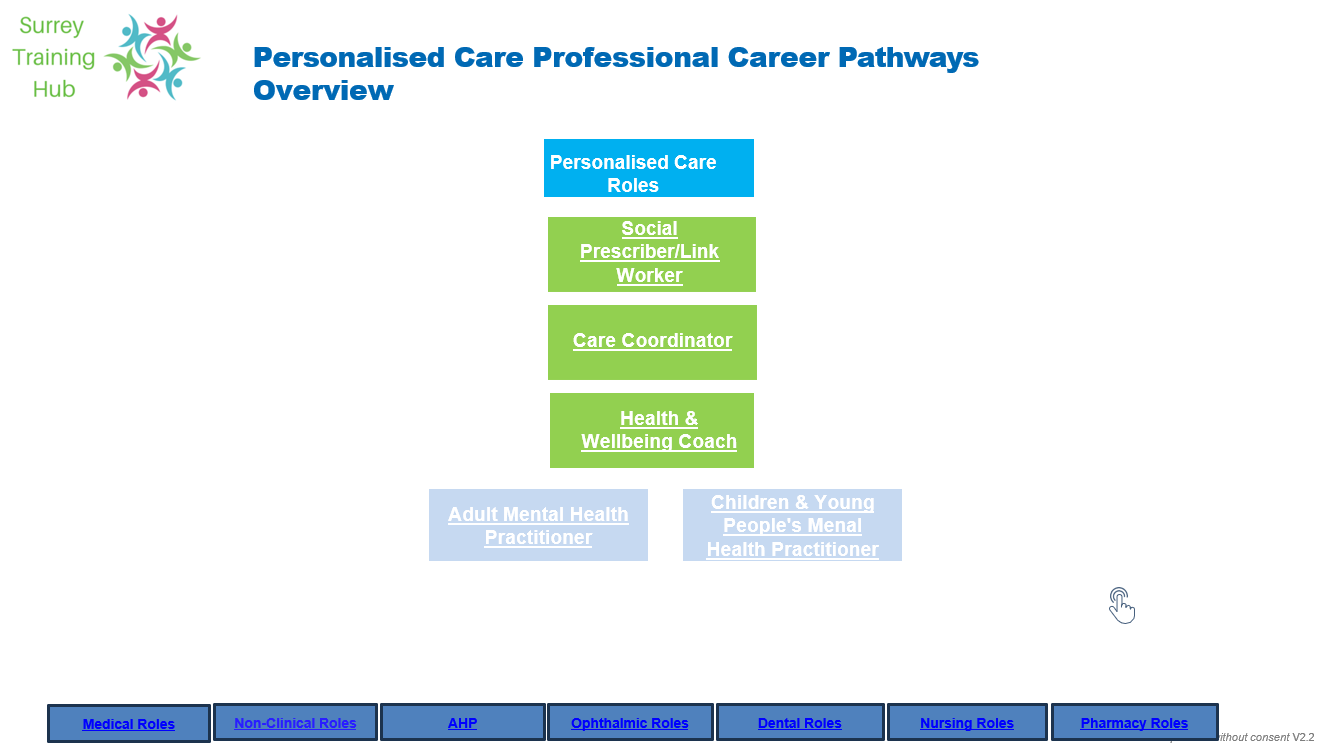 Surrey
Training
Hub
Personalised Care Professional Career Pathways
Overview
Personalised Care
Roles
Social
Prescriber/Link
Worker
Care Coordinator
Health &
Wellbeing Coach
Adult Mental Health
Practitioner
Children & Young
People's Menal
Health Practitioner
Medical Roles
Non-Clinical Roles
AHP
Ophthalmic Roles
Dental Roles
Nursing Roles
Pharmacy Roles
consent V2.2